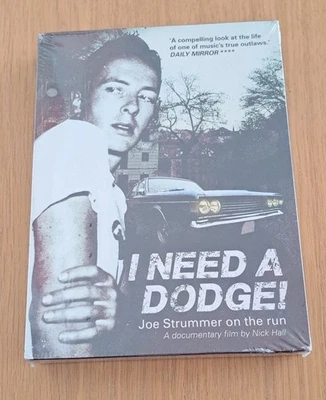 'A compelling look at the life
of one of music's true outlaws.'
DAILY MIRROR ****
I NEED A
DODGE!
Joe Strummer on the run
A documentary film by Nick Hall